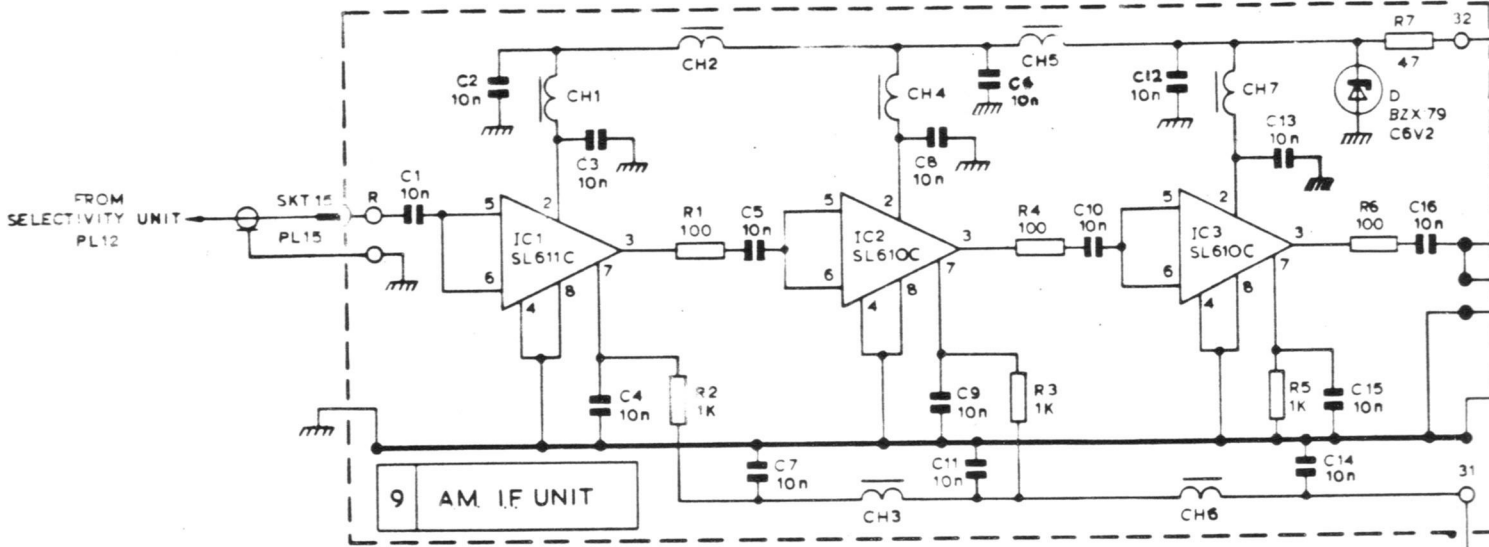 R7
32
47
CH2
CH5
C2
10n
CH1
CH4
C6
10n
C12
10n
CH7
D
BZX 79
C6V2
C3
10n
C8
10n
C13
10n
FROM
SELECTIVITY UNIT
PL12
SKT 15
PL15
R
C1
10n
5
6
2
IC1
SL611C
3
7
4
8
R1
100
C5
10n
5
6
2
IC2
SL610C
3
7
4
8
R4
100
C10
10n
5
6
2
IC3
SL610C
3
7
4
8
R6
100
C16
10n
C4
10n
R2
1K
C9
10n
R3
1K
R5
1K
C15
10n
C7
10n
C11
10n
C14
10n
31
CH3
CH6
9 AM. I.F UNIT